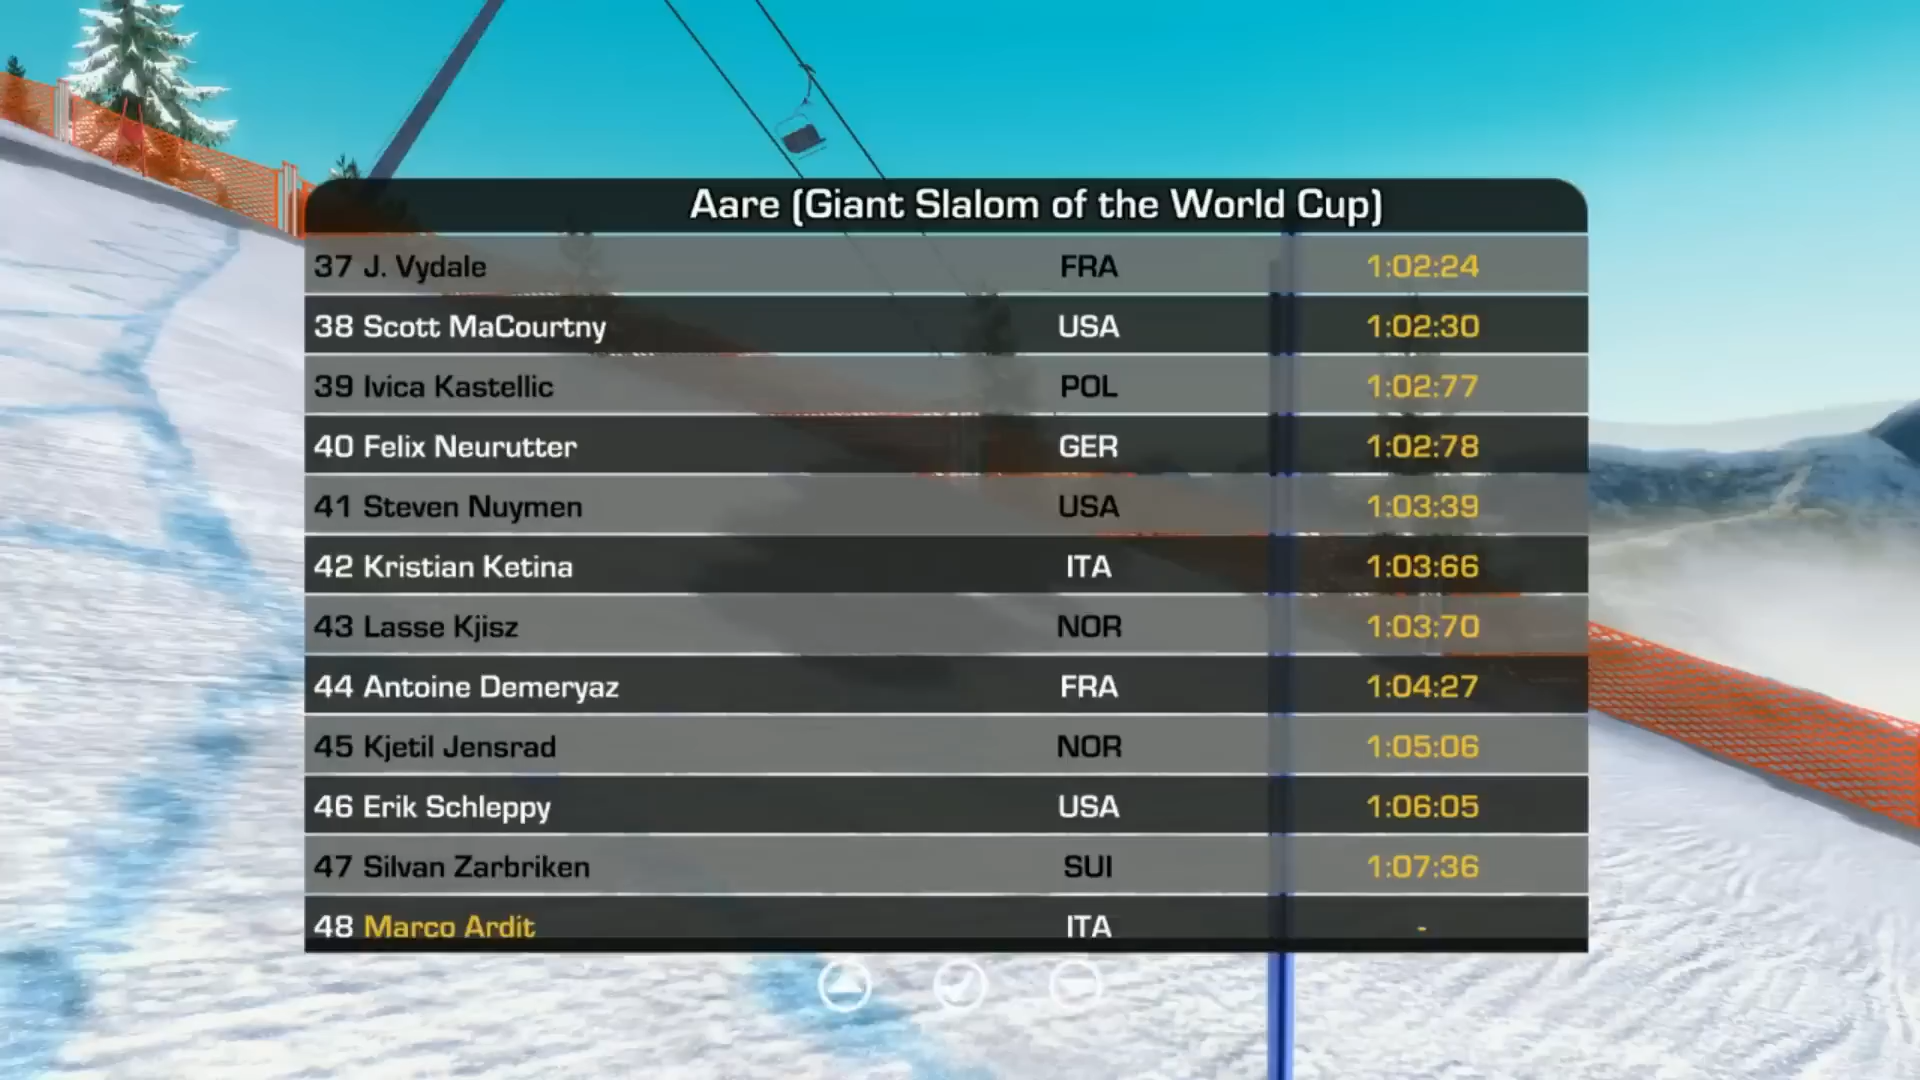 Aare (Giant Slalom of the World Cup)
37 J. Vydale FRA 1:02:24
38 Scott MaCourtny USA 1:02:30
39 Ivica Kastellic POL 1:02:77
40 Felix Neurutter GER 1:02:78
41 Steven Nuymen USA 1:03:39
42 Kristian Ketina ITA 1:03:66
43 Lasse Kjisz NOR 1:03:70
44 Antoine Demeryaz FRA 1:04:27
45 Kjetil Jensrad NOR 1:05:06
46 Erik Schleppy USA 1:06:05
47 Silvan Zarbriken SUI 1:07:36
48 Marco Ardit ITA -